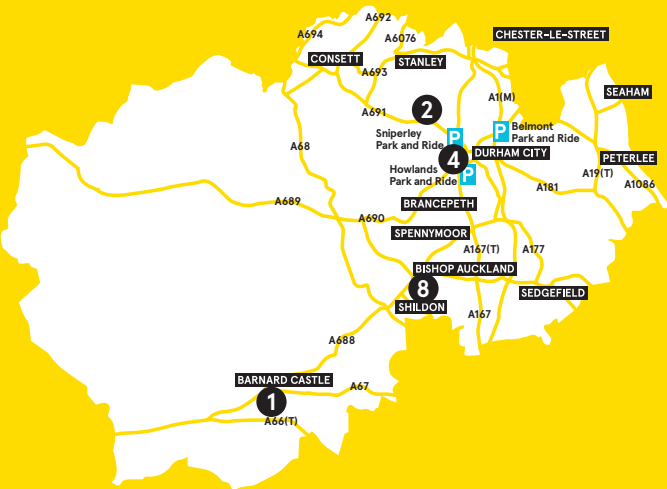 A692
A694
A6076
CHESTER-LE-STREET
CONSETT
STANLEY
A693
SEAHAM
A1(M)
2
A691
P
Belmont
Park and Ride
Sniperley
Park and Ride
P
A68
4
DURHAM CITY
PETERLEE
Howlands
Park and Ride
P
A19(T)
A1086
A181
A689
BRANCEPETH
A690
SPENNYMOOR
A167(T)
A177
BISHOP AUCKLAND
8
SEDGEFIELD
SHILDON
A167
A688
BARNARD CASTLE
A67
1
A66(T)